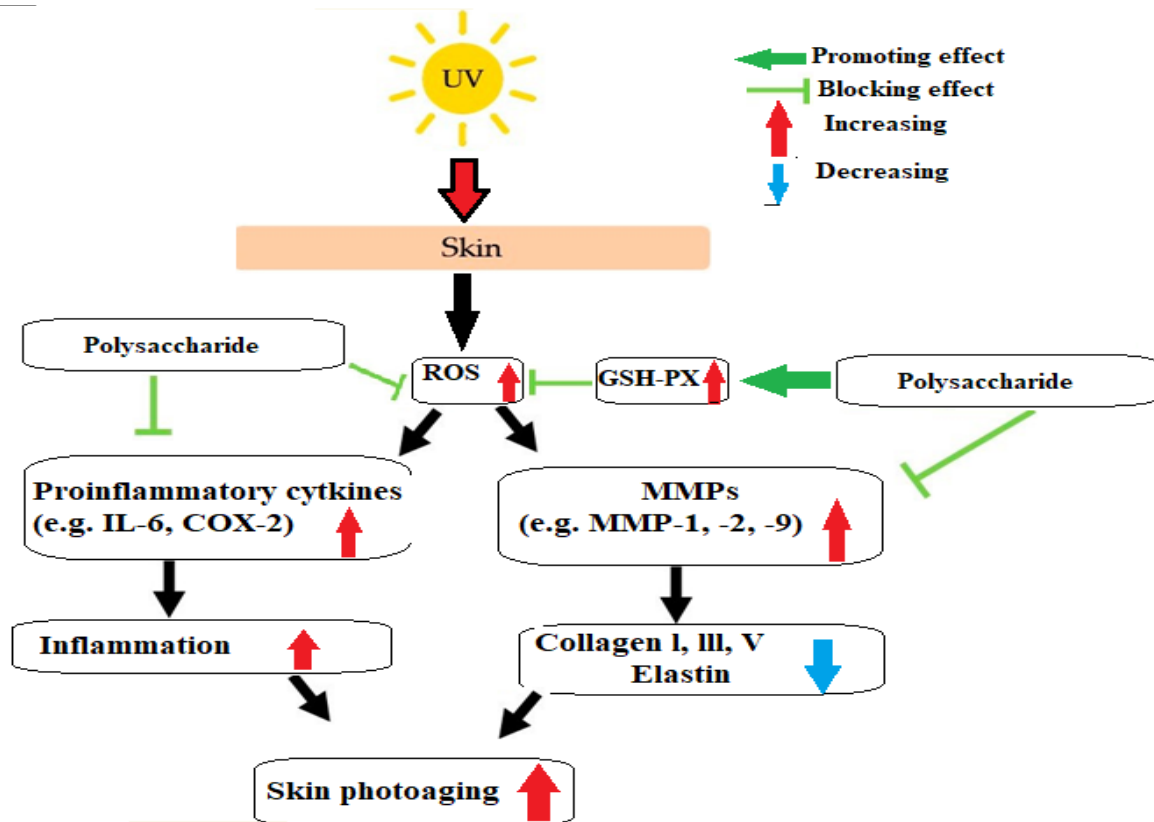 UV
Promoting effect
Blocking effect
Increasing
Decreasing
Skin
Polysaccharide
ROS
GSH-PX
Polysaccharide
Proinflammatory cytkines
(e.g. IL-6, COX-2)
MMPs
(e.g. MMP-1, -2, -9)
Inflammation
Collagen l, lll, V
Elastin
Skin photoaging